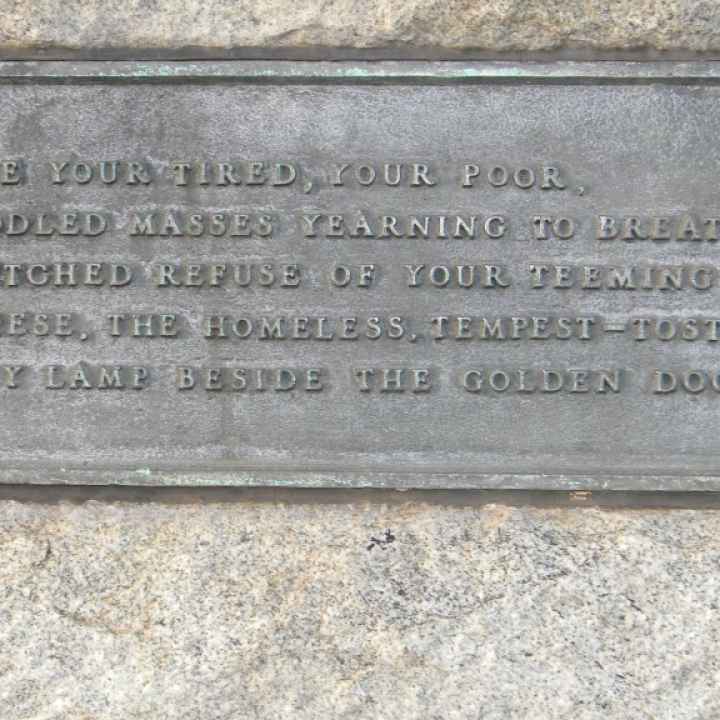 E YOUR TIRED, YOUR POOR,
DDLED MASSES YEARNING TO BREAT
TCHED REFUSE OF YOUR TEEMING
ESE, THE HOMELESS, TEMPEST-TOST
Y LAMP BESIDE THE GOLDEN DOO